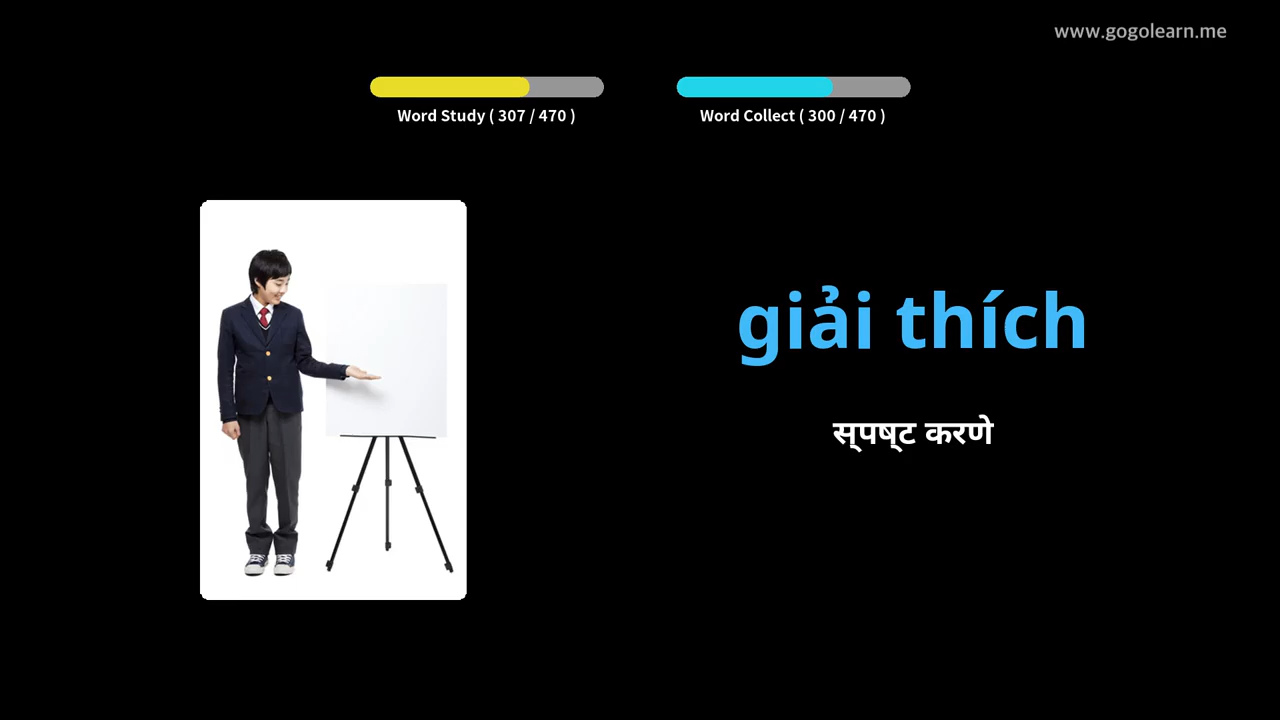 www.gogolearn.me
Word Study ( 307 / 470 )
Word Collect ( 300 / 470 )
giải thích
स्पष्ट करणे